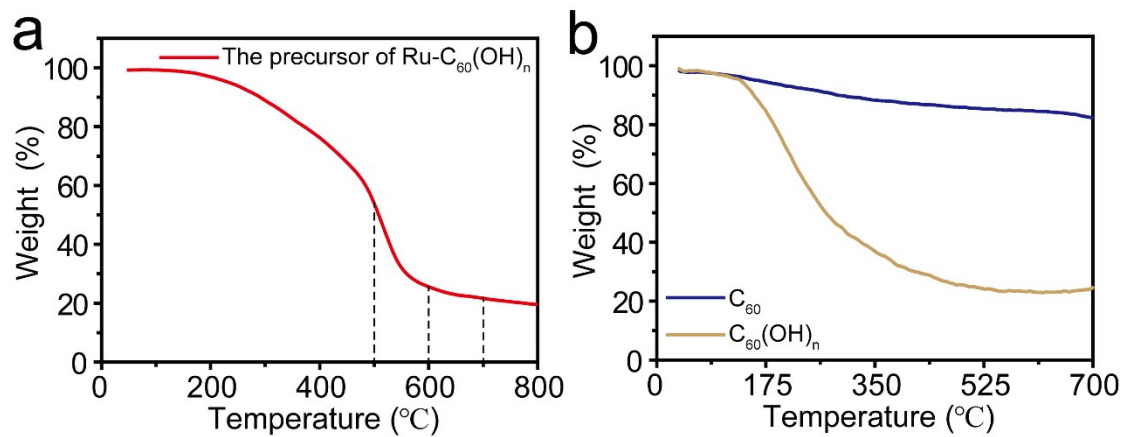 a
The precursor of Ru-C60(OH)n
100
80
60
40
20
0
Weight (%)
0 200 400 600 800
Temperature (℃)
b
100
80
60
40
20
0
Weight (%)
C60
C60(OH)n
0 175 350 525 700
Temperature (℃)